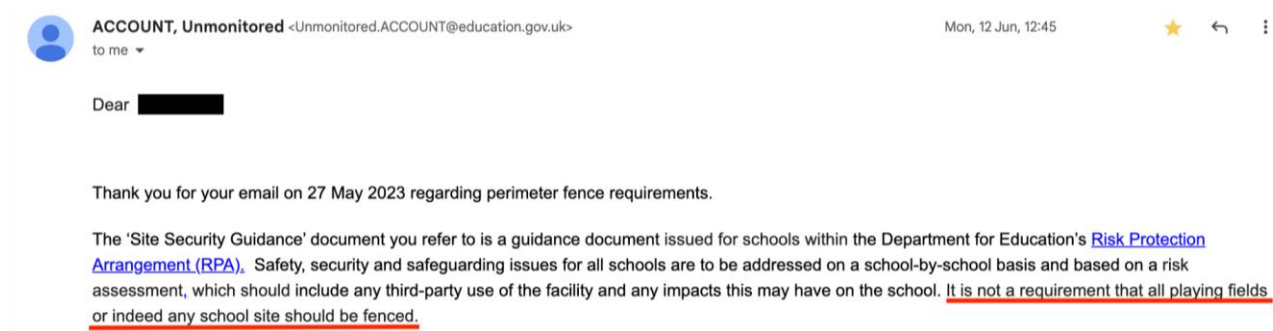 ACCOUNT, Unmonitored <Unmonitored.ACCOUNT@education.gov.uk> Mon, 12 Jun, 12:45
to me
Dear
Thank you for your email on 27 May 2023 regarding perimeter fence requirements.
The ‘Site Security Guidance’ document you refer to is a guidance document issued for schools within the Department for Education’s Risk Protection
Arrangement (RPA). Safety, security and safeguarding issues for all schools are to be addressed on a school-by-school basis and based on a risk
assessment, which should include any third-party use of the facility and any impacts this may have on the school. It is not a requirement that all playing fields
or indeed any school site should be fenced.